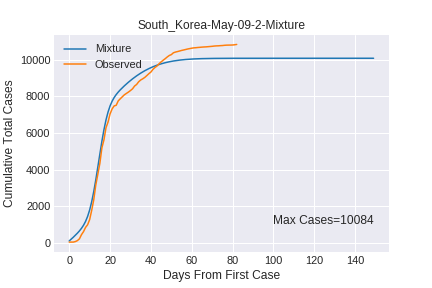 South_Korea-May-09-2-Mixture
Mixture
Observed
Cumulative Total Cases
10000
8000
6000
4000
2000
0
Max Cases=10084
0 20 40 60 80 100 120 140
Days From First Case